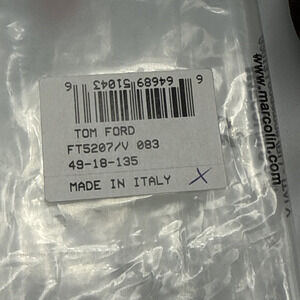 6 64689 51043 6
TOM FORD
FT5207/V 083
49-18-135
MADE IN ITALY
www.marcolin.com